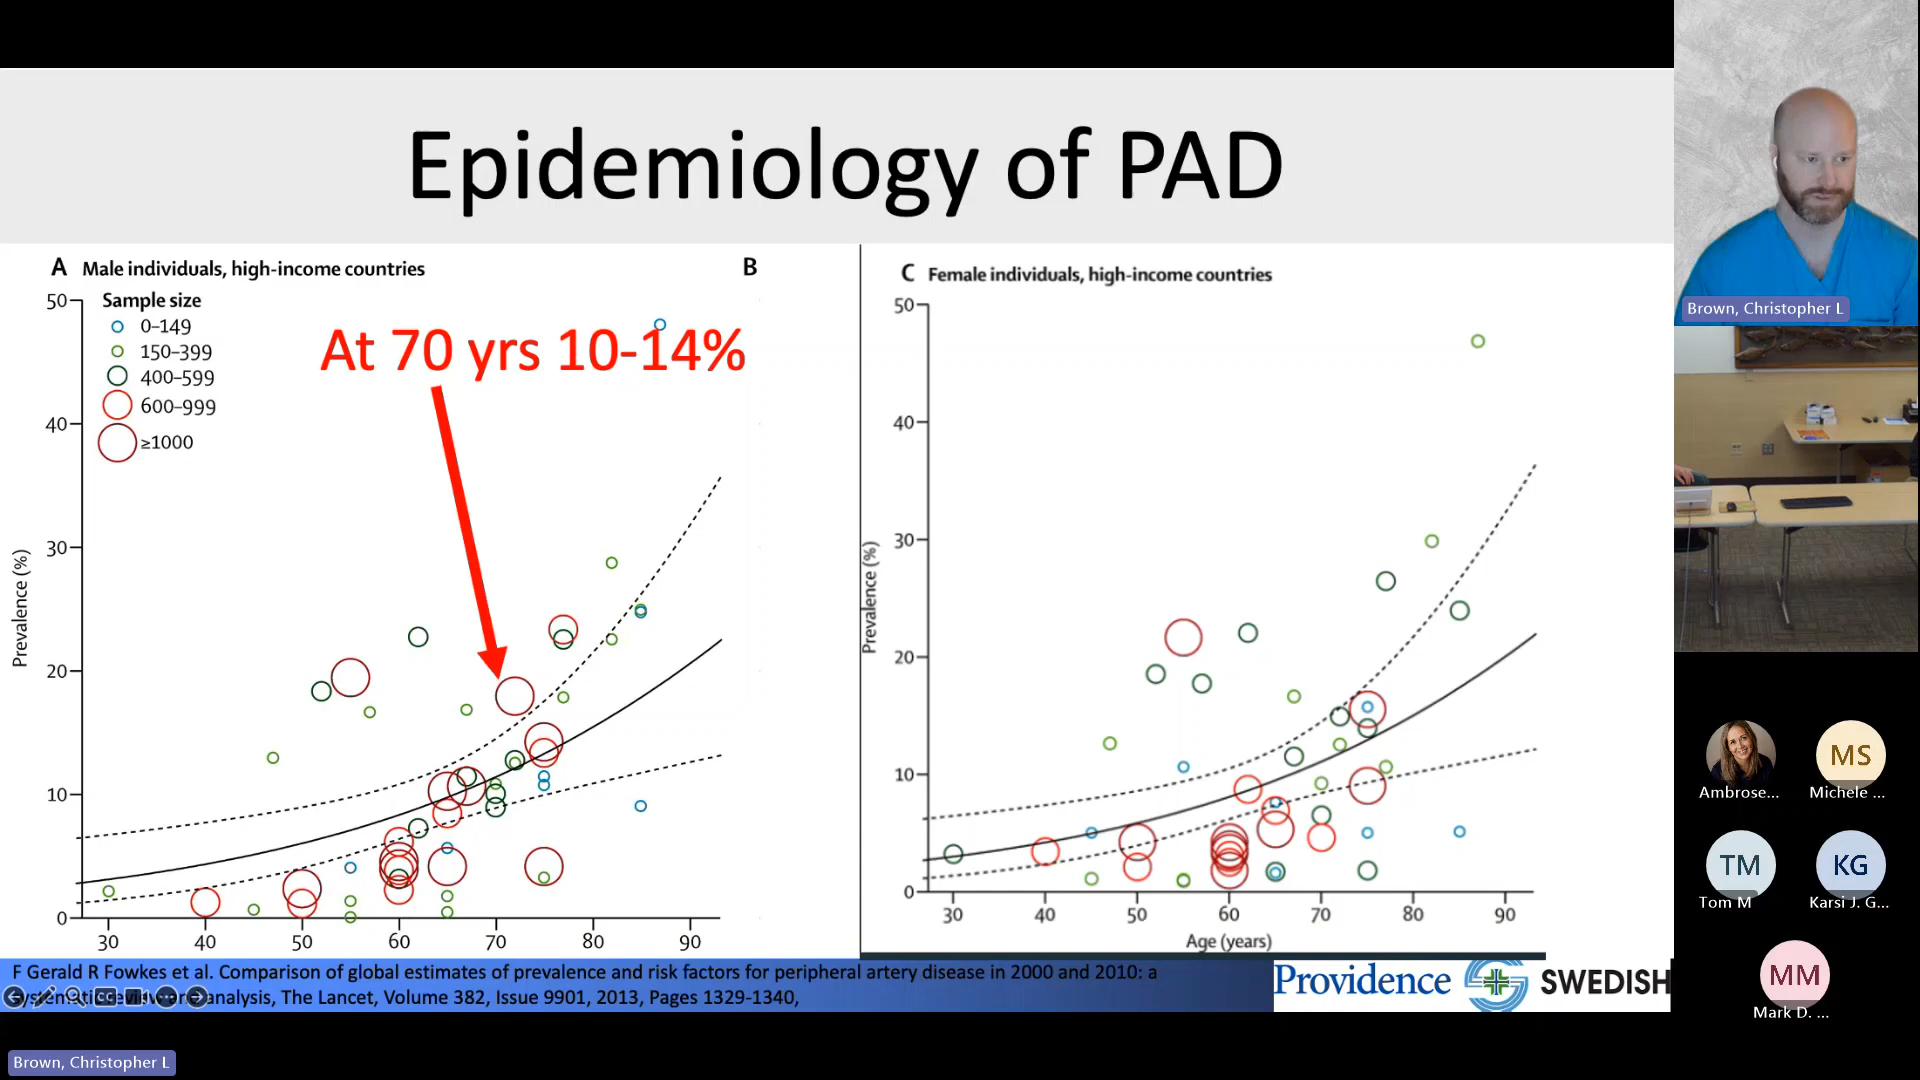 Epidemiology of PAD
A Male individuals, high-income countries
B
C Female individuals, high-income countries
Sample size
0–149
150–399
400–599
600–999
≥1000
At 70 yrs 10-14%
Prevalence (%)
50
40
30
20
10
0
30 40 50 60 70 80 90
Prevalence (%)
50
40
30
20
10
0
30 40 50 60 70 80 90
Age (years)
F Gerald R Fowkes et al. Comparison of global estimates of prevalence and risk factors for peripheral artery disease in 2000 and 2010: a
analysis, The Lancet, Volume 382, Issue 9901, 2013, Pages 1329-1340,
Providence SWEDISH
Brown, Christopher L
Brown, Christopher L
Ambrose...
MS
Michele ...
TM
Tom M
KG
Karsi J. G...
MM
Mark D. ...